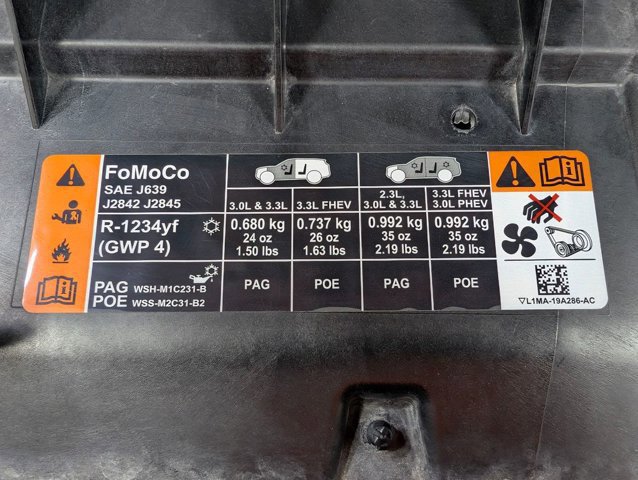 FoMoCo
SAE J639
J2842 J2845
3.0L & 3.3L
3.3L FHEV
2.3L,
3.0L & 3.3L
3.3L FHEV
3.0L PHEV
R-1234yf
(GWP 4)
0.680 kg
24 oz
1.50 lbs
0.737 kg
26 oz
1.63 lbs
0.992 kg
35 oz
2.19 lbs
0.992 kg
35 oz
2.19 lbs
PAG WSH-M1C231-B
POE WSS-M2C31-B2
PAG
POE
PAG
POE
L1MA-19A286-AC